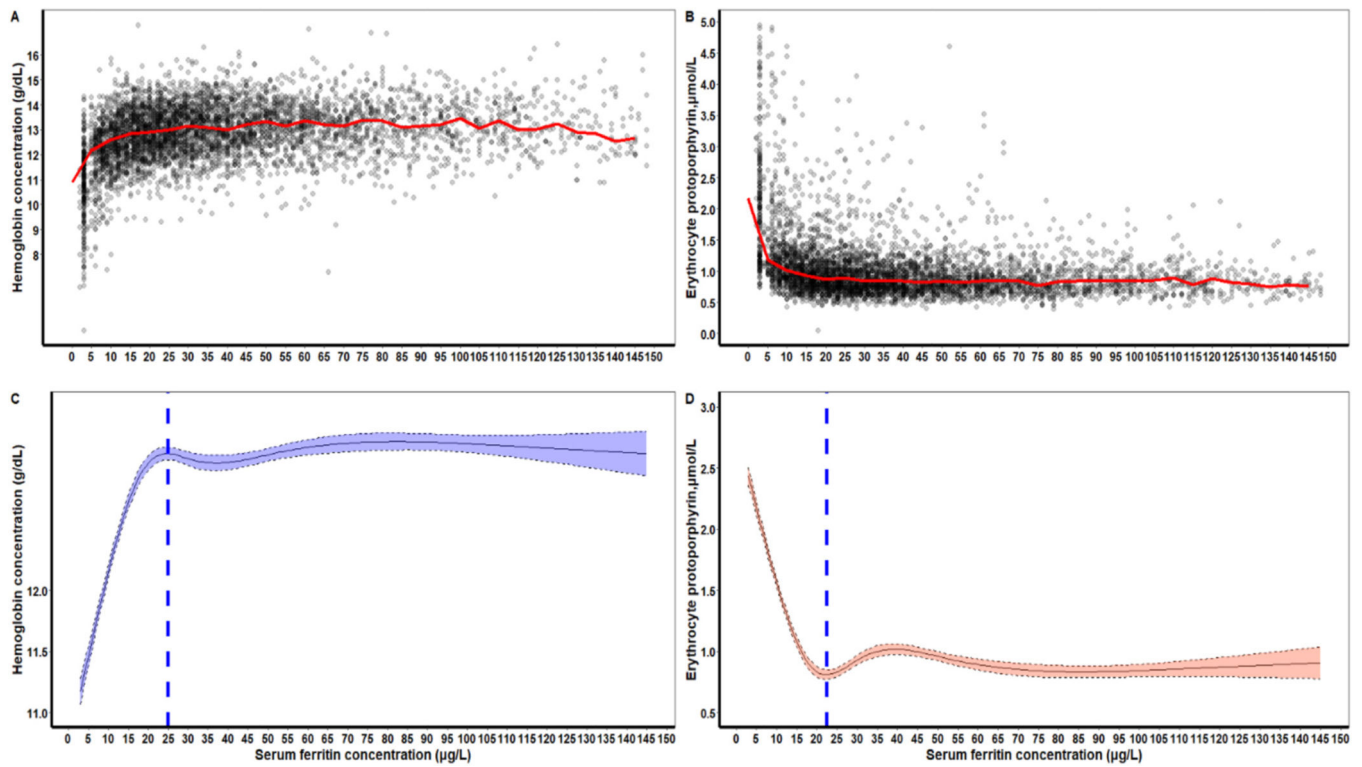 A
Hemoglobin concentration (g/dL)
16
15
14
13
12
11
10
9
8
0 5 10 15 20 25 30 35 40 45 50 55 60 65 70 75 80 85 90 95 100 105 110 115 120 125 130 135 140 145 150
B
Erythrocyte protoporphyrin,µmol/L
5.0
4.5
4.0
3.5
3.0
2.5
2.0
1.5
1.0
0.5
0.0
0 5 10 15 20 25 30 35 40 45 50 55 60 65 70 75 80 85 90 95 100 105 110 115 120 125 130 135 140 145 150
C
Hemoglobin concentration (g/dL)
12.0
11.5
11.0
0 5 10 15 20 25 30 35 40 45 50 55 60 65 70 75 80 85 90 95 100 105 110 115 120 125 130 135 140 145 150
Serum ferritin concentration (µg/L)
D
Erythrocyte protoporphyrin,µmol/L
3.0
2.5
2.0
1.5
1.0
0.5
0 5 10 15 20 25 30 35 40 45 50 55 60 65 70 75 80 85 90 95 100 105 110 115 120 125 130 135 140 145 150
Serum ferritin concentration (µg/L)